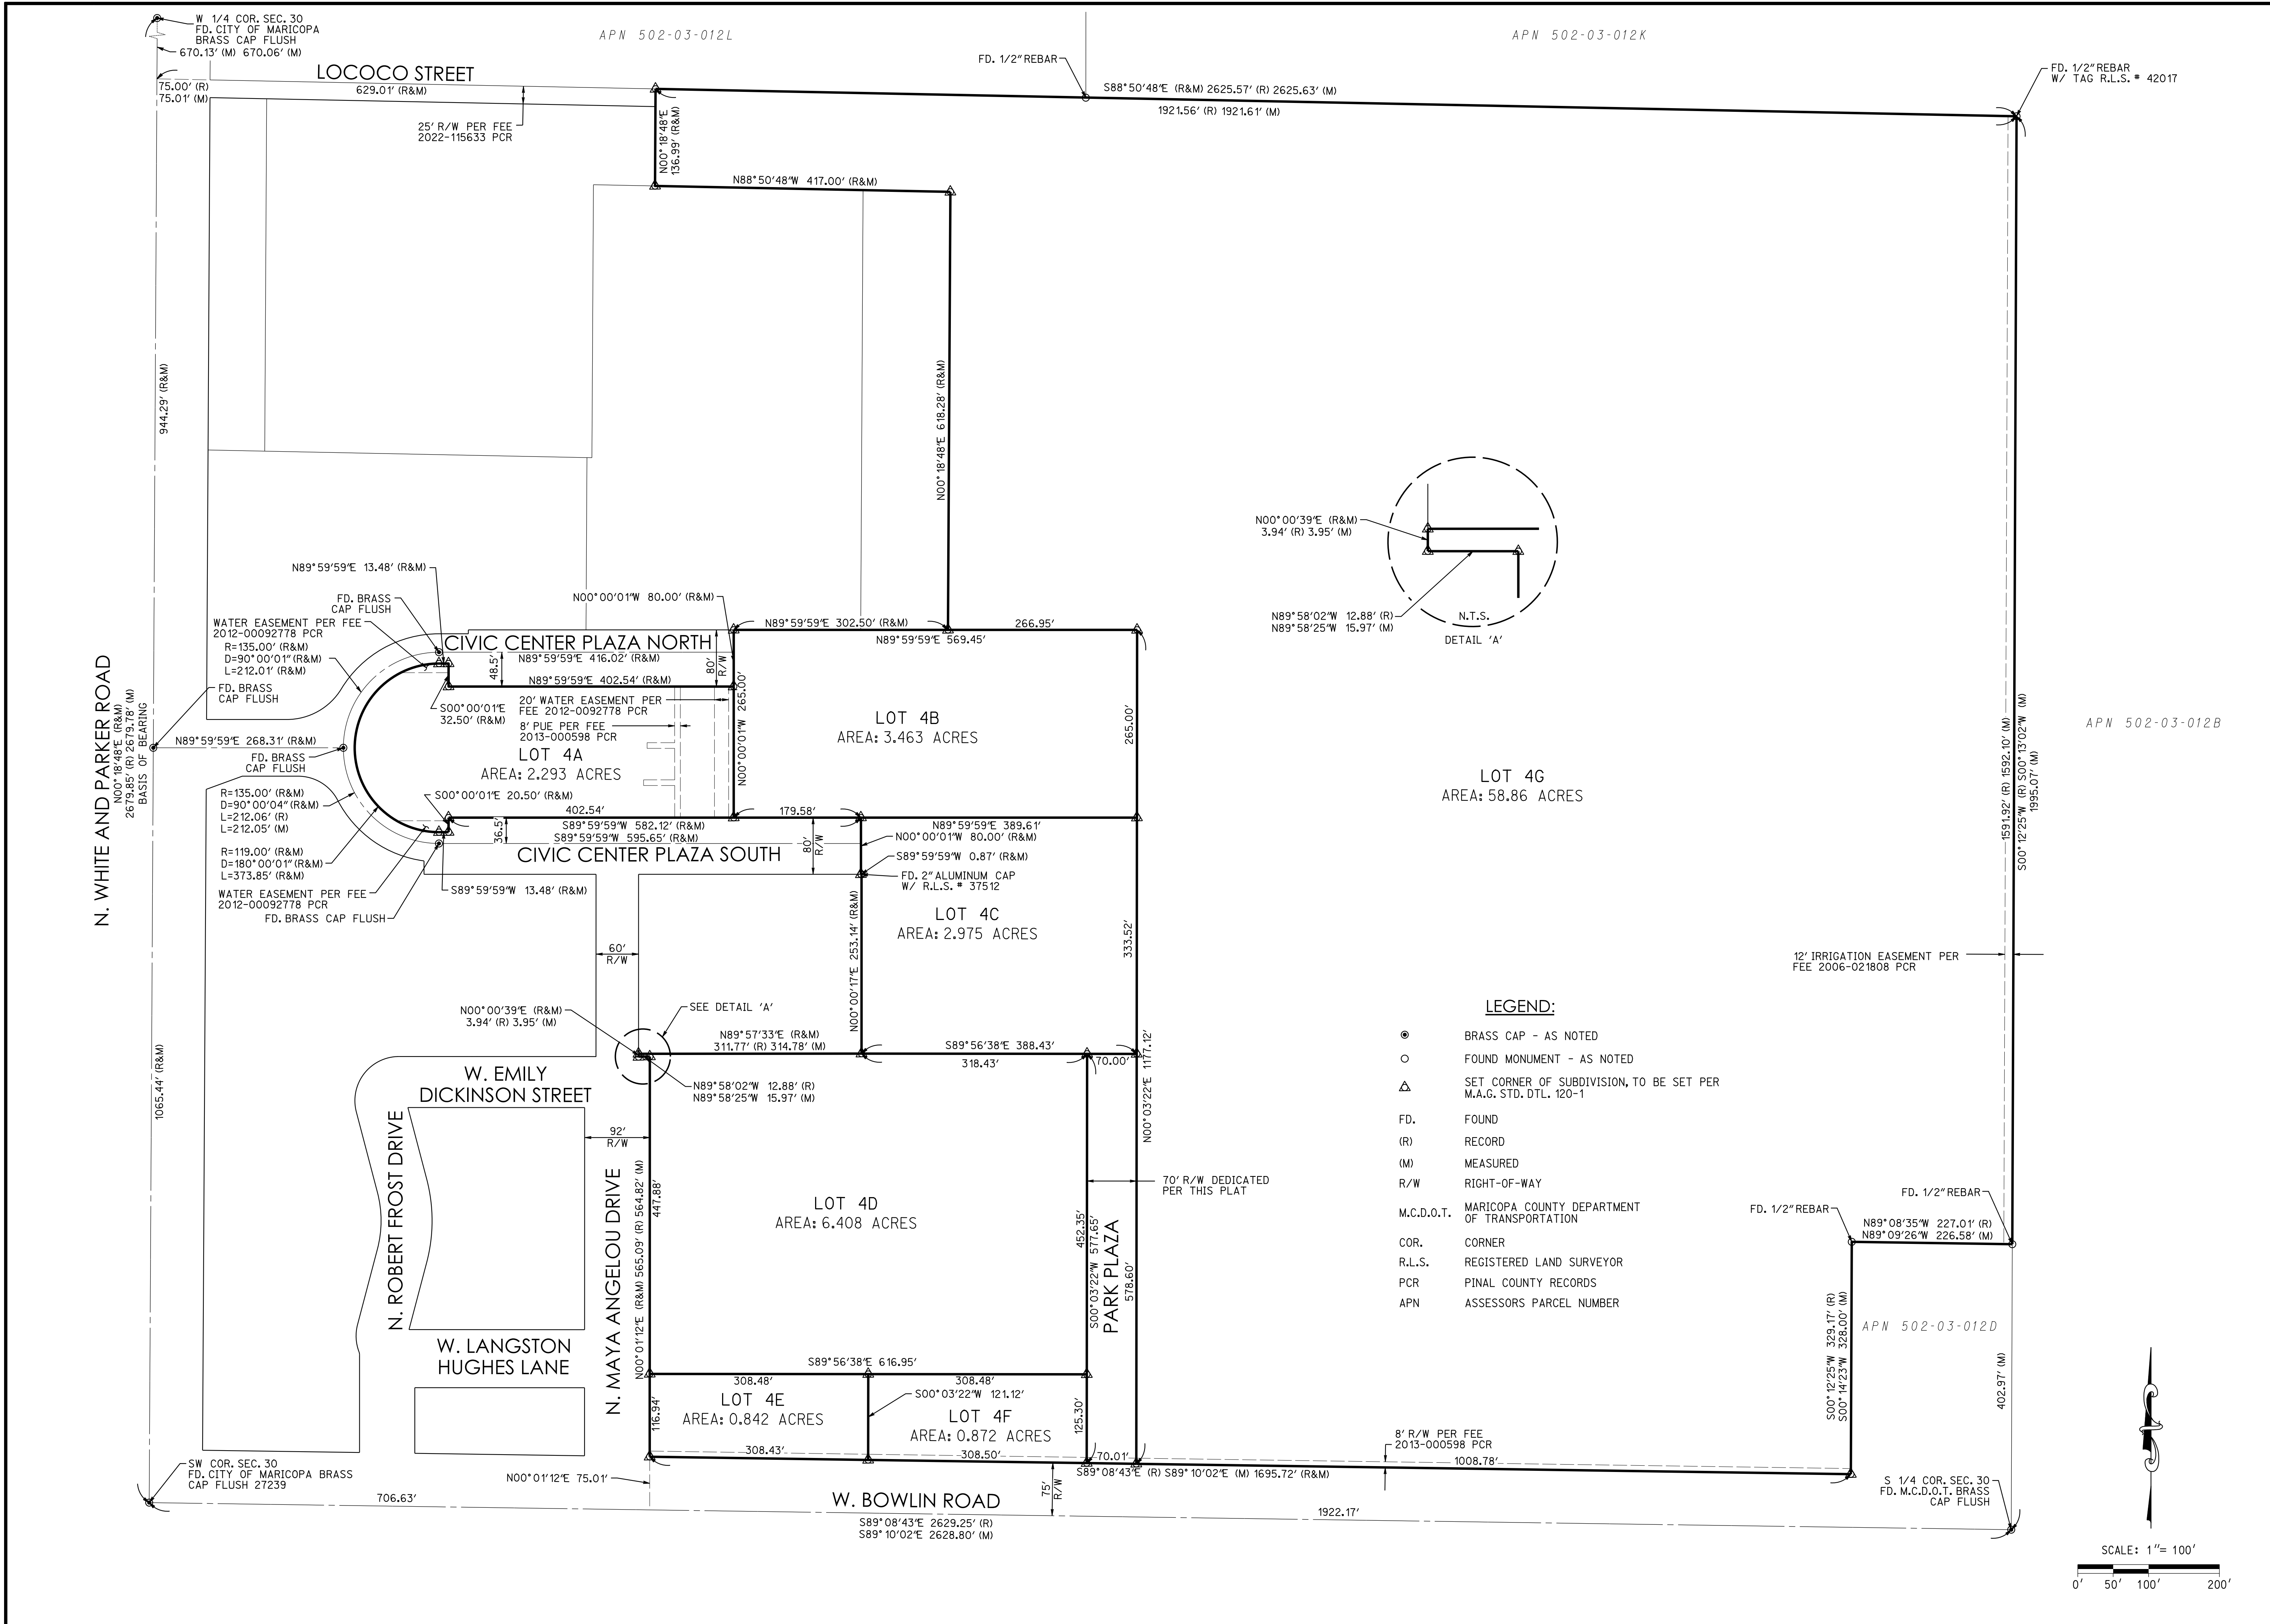 W 1/4 COR. SEC. 30
FD. CITY OF MARICOPA
BRASS CAP FLUSH
670.13' (M) 670.06' (M)
APN 502-03-012L
APN 502-03-012K
FD. 1/2" REBAR
FD. 1/2" REBAR
W/ TAG R.L.S. # 42017
LOCOCO STREET
75.00' (R)
75.01' (M)
629.01' (R&M)
S88°50'48"E (R&M) 2625.57' (R) 2625.63' (M)
1921.56' (R) 1921.61' (M)
25' R/W PER FEE
2022-115633 PCR
N00°18'48"E
136.99' (R&M)
N88°50'48"W 417.00' (R&M)
944.29' (R&M)
N00°18'48"E 618.28' (R&M)
N00°00'39"E (R&M)
3.94' (R) 3.95' (M)
N89°58'02"W 12.88' (R)
N89°58'25"W 15.97' (M)
N.T.S.
DETAIL 'A'
N89°59'59"E 13.48' (R&M)
FD. BRASS
CAP FLUSH
N00°00'01"W 80.00' (R&M)
WATER EASEMENT PER FEE
2012-00092778 PCR
R=135.00' (R&M)
D=90°00'01" (R&M)
L=212.01' (R&M)
FD. BRASS
CAP FLUSH
CIVIC CENTER PLAZA NORTH
N89°59'59"E 416.02' (R&M)
48.5'
80'
R/W
N89°59'59"E 402.54' (R&M)
N89°59'59"E 302.50' (R&M)
266.95'
N89°59'59"E 569.45'
S00°00'01"E
32.50' (R&M)
20' WATER EASEMENT PER
FEE 2012-0092778 PCR
8' PUE PER FEE
2013-000598 PCR
N00°00'01"W 265.00'
LOT 4B
AREA: 3.463 ACRES
265.00'
N. WHITE AND PARKER ROAD
N00°18'48"E (R&M)
2679.85' (R) 2679.78' (M)
BASIS OF BEARING
N89°59'59"E 268.31' (R&M)
FD. BRASS
CAP FLUSH
LOT 4A
AREA: 2.293 ACRES
LOT 4G
AREA: 58.86 ACRES
1591.92' (R) 1592.10' (M)
S00°12'25"W (R) S00°13'02"W (M)
1995.07' (M)
APN 502-03-012B
R=135.00' (R&M)
D=90°00'04" (R&M)
L=212.06' (R)
L=212.05' (M)
S00°00'01"E 20.50' (R&M)
402.54'
179.58'
36.5'
S89°59'59"W 582.12' (R&M)
S89°59'59"W 595.65' (R&M)
80'
R/W
N89°59'59"E 389.61'
N00°00'01"W 80.00' (R&M)
R=119.00' (R&M)
D=180°00'01" (R&M)
L=373.85' (R&M)
CIVIC CENTER PLAZA SOUTH
S89°59'59"W 0.87' (R&M)
FD. 2" ALUMINUM CAP
W/ R.L.S. # 37512
WATER EASEMENT PER FEE
2012-00092778 PCR
S89°59'59"W 13.48' (R&M)
FD. BRASS CAP FLUSH
N00°00'17"E 253.14' (R&M)
LOT 4C
AREA: 2.975 ACRES
333.52'
60'
R/W
12' IRRIGATION EASEMENT PER
FEE 2006-021808 PCR
N00°00'39"E (R&M)
3.94' (R) 3.95' (M)
SEE DETAIL 'A'
N89°57'33"E (R&M)
311.77' (R) 314.78' (M)
S89°56'38"E 388.43'
318.43'
70.00'
N00°03'22"E 1177.12'
1065.44' (R&M)
W. EMILY
DICKINSON STREET
N89°58'02"W 12.88' (R)
N89°58'25"W 15.97' (M)
92'
R/W
N. ROBERT FROST DRIVE
N. MAYA ANGELOU DRIVE
N00°01'12"E (R&M) 565.09' (R) 564.82' (M)
447.88'
LOT 4D
AREA: 6.408 ACRES
452.35'
S00°03'22"W 577.65'
PARK PLAZA
578.60'
70' R/W DEDICATED
PER THIS PLAT
LEGEND:
BRASS CAP - AS NOTED
FOUND MONUMENT - AS NOTED
SET CORNER OF SUBDIVISION, TO BE SET PER
M.A.G. STD. DTL. 120-1
FD. FOUND
(R) RECORD
(M) MEASURED
R/W RIGHT-OF-WAY
M.C.D.O.T. MARICOPA COUNTY DEPARTMENT
OF TRANSPORTATION
COR. CORNER
R.L.S. REGISTERED LAND SURVEYOR
PCR PINAL COUNTY RECORDS
APN ASSESSORS PARCEL NUMBER
FD. 1/2" REBAR
FD. 1/2" REBAR
N89°08'35"W 227.01' (R)
N89°09'26"W 226.58' (M)
S00°12'25"W 329.17' (R)
S00°14'23"W 328.00' (M)
APN 502-03-012D
402.97' (M)
W. LANGSTON
HUGHES LANE
S89°56'38"E 616.95'
308.48'
308.48'
116.94'
LOT 4E
AREA: 0.842 ACRES
S00°03'22"W 121.12'
LOT 4F
AREA: 0.872 ACRES
125.30'
308.43'
308.50'
70.01'
8' R/W PER FEE
2013-000598 PCR
1008.78'
S89°08'43"E (R) S89°10'02"E (M) 1695.72' (R&M)
SW COR. SEC. 30
FD. CITY OF MARICOPA BRASS
CAP FLUSH 27239
N00°01'12"E 75.01'
706.63'
W. BOWLIN ROAD
75'
R/W
S89°08'43"E 2629.25' (R)
S89°10'02"E 2628.80' (M)
1922.17'
S 1/4 COR. SEC. 30
FD. M.C.D.O.T. BRASS
CAP FLUSH
SCALE: 1"= 100'
0' 50' 100' 200'